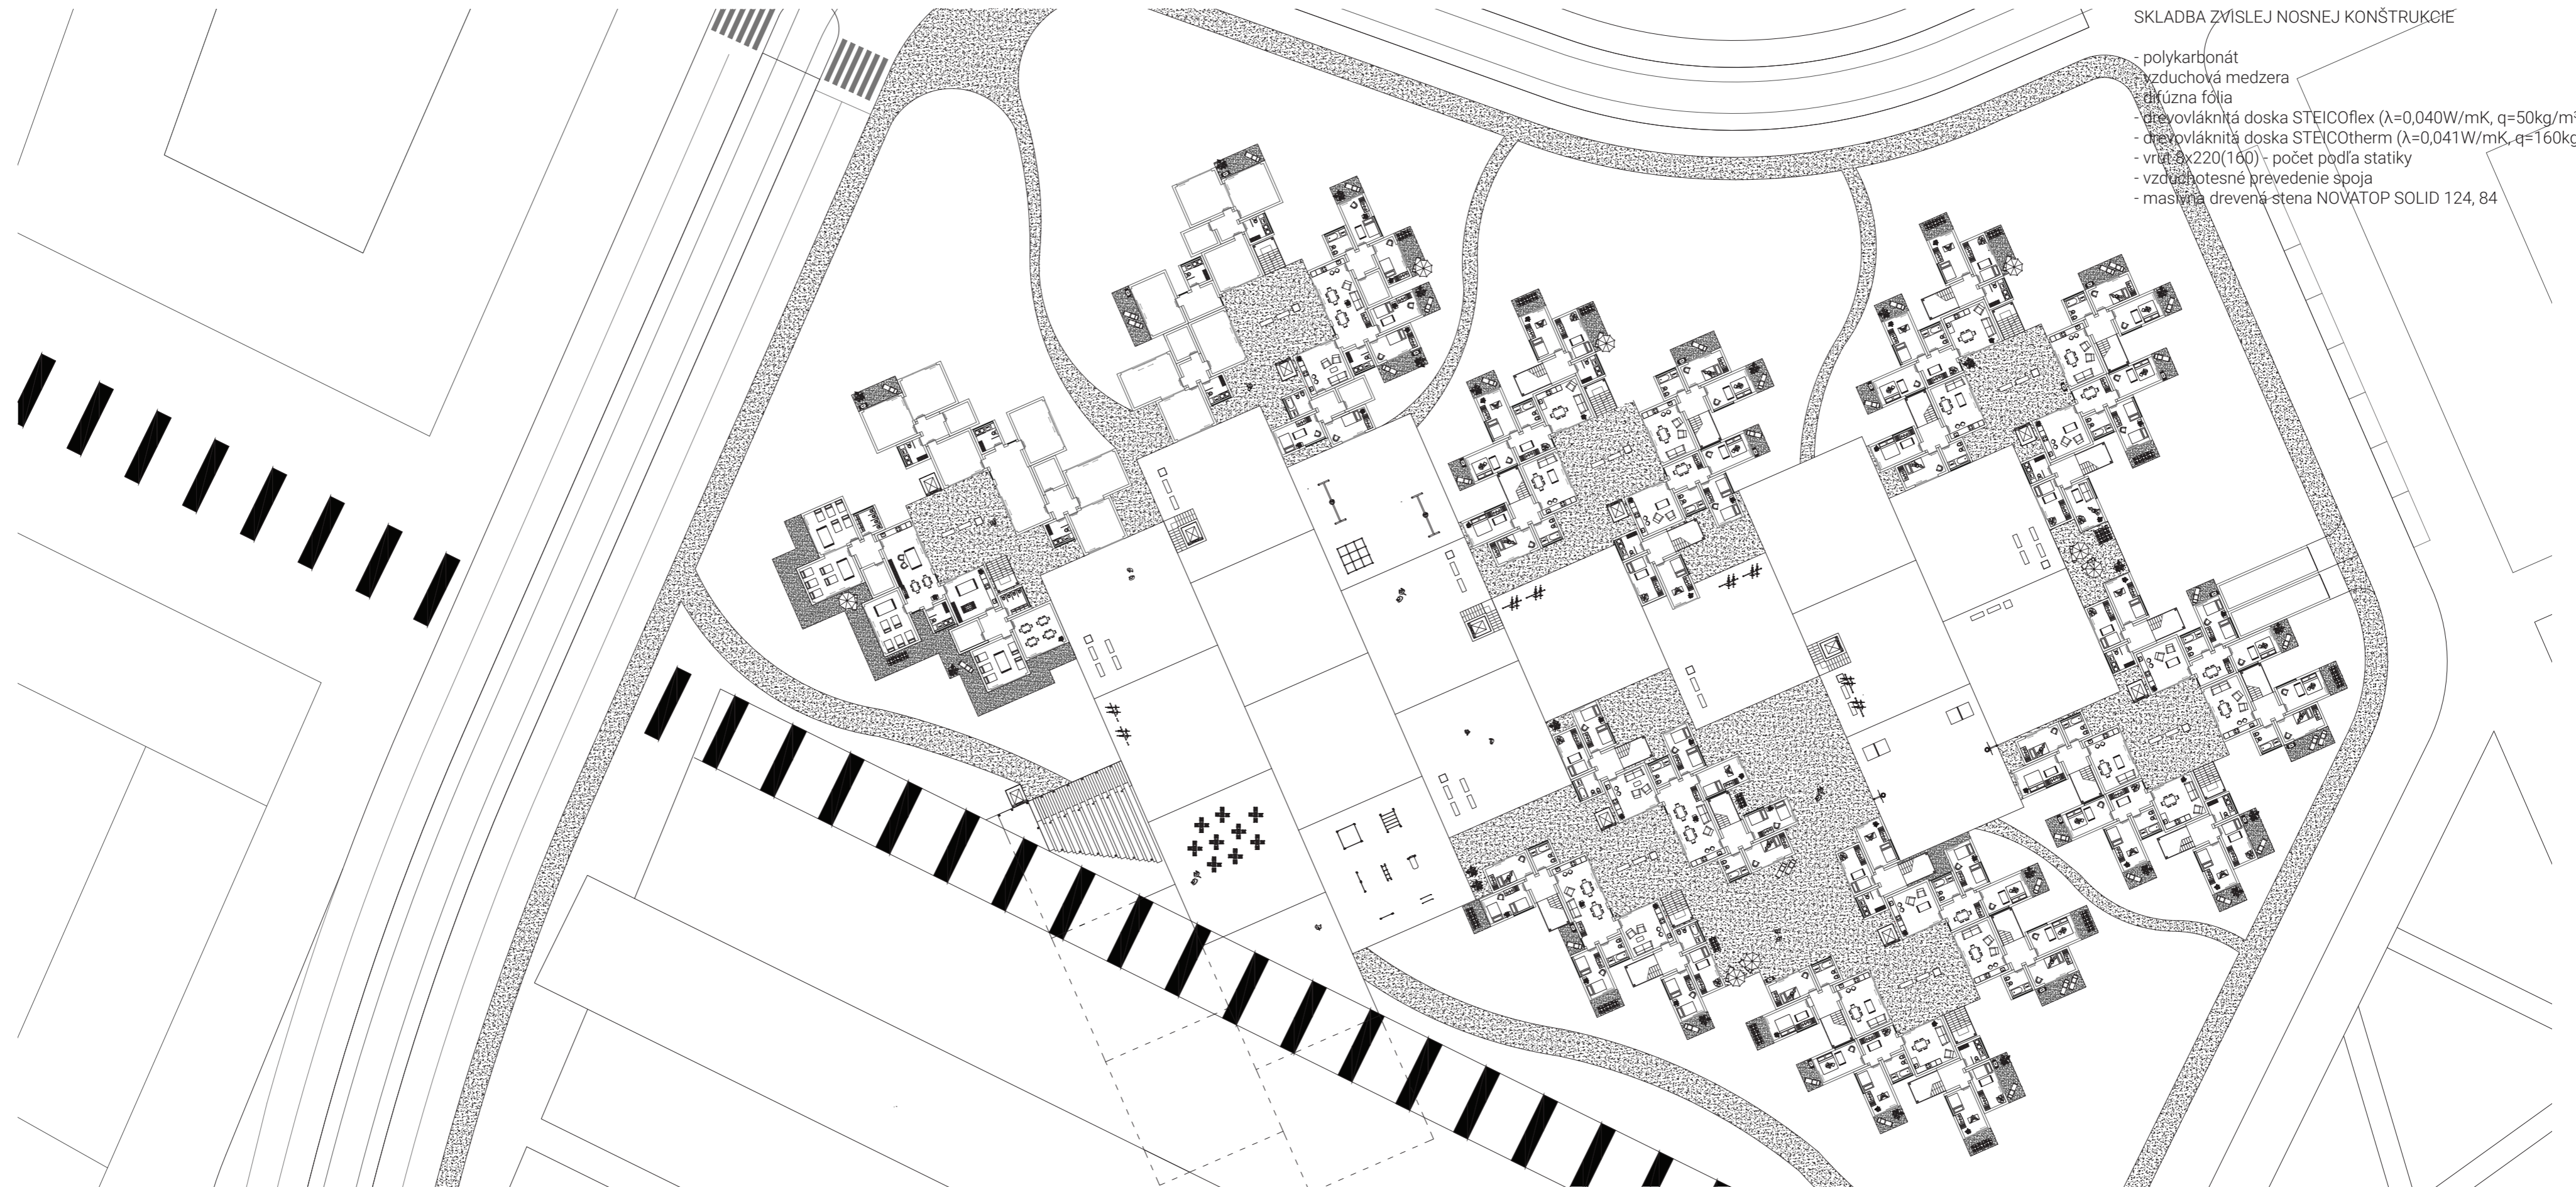 SKLADBA ZVISLEJ NOSNEJ KONŠTRUKCIE
- polykarbonát
- vzduchová medzera
- difúzna fólia
- drevovláknitá doska STEICOflex (λ=0,040W/mK, q=50kg/m³
- drevovláknitá doska STEICOtherm (λ=0,041W/mK, q=160kg
- vrut 8x220(160) - počet podľa statiky
- vzduchotesné prevedenie spoja
- masívna drevená stena NOVATOP SOLID 124, 84